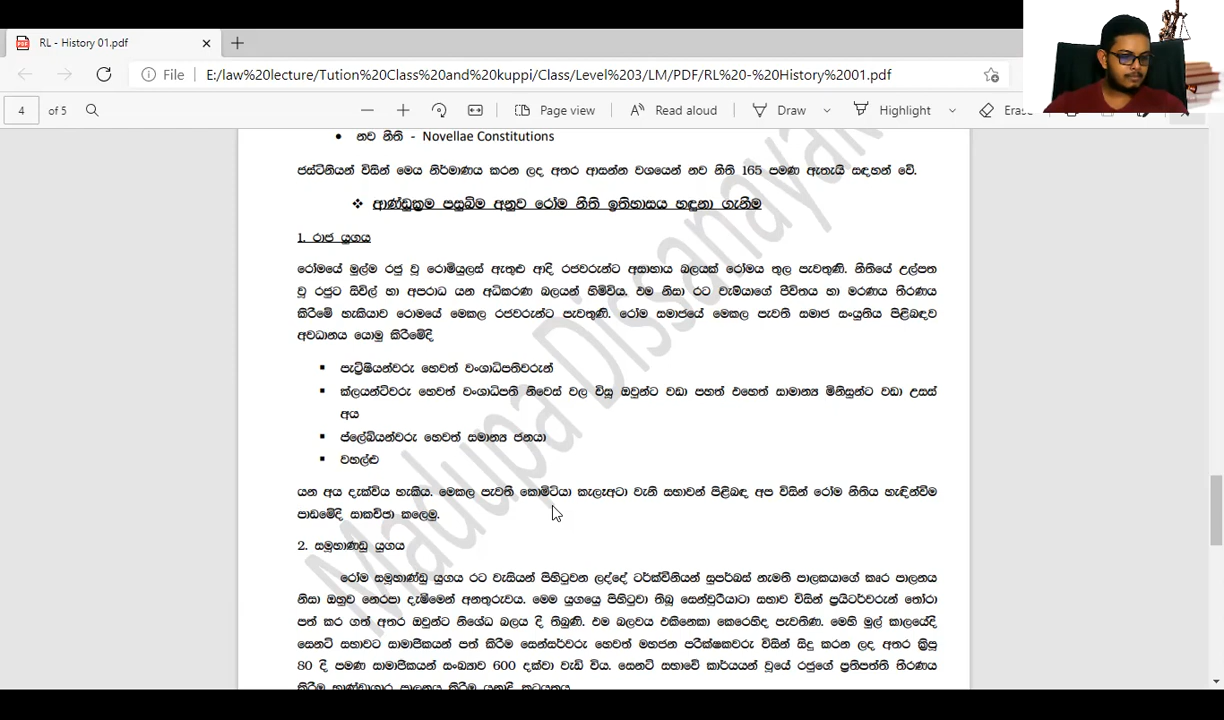 RL - History 01.pdf
File E:/law%20lecture/Tution%20Class%20and%20kuppi/Class/Level%203/LM/PDF/RL%20-%20History%2001.pdf
4 of 5 Page view Read aloud Draw Highlight Eras
• නව නීති - Novellae Constitutions
ජස්ටිනියන් විසින් මෙය නිර්මාණය කරන ලද අතර ආසන්න වශයෙන් නව නීති 165 පමණ ඇතැයි සඳහන් වේ.
❖ ආණ්ඩුක්‍රම පසුබිම අනුව රෝම නීති ඉතිහාසය හඳුනා ගැනීම
1. රාජ යුගය
රෝමයේ මුල්ම රජු වූ රොමියුලස් ඇතුළු ආදි රජවරුන්ට අසාහාය බලයක් රෝමය තුල පැවතුණි. නීතියේ උල්පත
වූ රජුට සිවිල් හා අපරාධ යන අධිකරණ බලයන් හිමිවිය. එම නිසා රට වැම්යාගේ ජීවිතය හා මරණය තීරණය
කිරීමේ හැකියාව රොමයේ මෙකල රජවරුන්ට පැවතුණි. රෝම සමාජයේ මෙකල පැවති සමාජ සංයුතිය පිළිබඳව
අවධානය යොමු කිරීමේදි
▪ පැට්‍රිෂියන්වරු හෙවත් වංශාධිපතිවරුන්
▪ ක්ලයන්ට්වරු හෙවත් වංශාධිපති නිවෙස් වල විසූ ඔවුන්ට වඩා පහත් එහෙත් සාමාන්‍ය මිනිසුන්ට වඩා උසස්
අය
▪ ප්ලේබියන්වරු හෙවත් සමාන්‍ය ජනයා
▪ වහල්ළු
යන අය දැක්විය හැකිය. මෙකල පැවති කොමිටියා කැලෑඅටා වැනි සභාවන් පිළිබඳ අප විසින් රෝම නීතිය හැඳින්වීම
පාඩමේදි සාකච්ඡා කලෙමු.
2. සමූහාණ්ඩු යුගය
රෝම සමූහාණ්ඩු යුගය රට වැසියන් පිහිටුවන ලද්දේ ටර්ක්විනියන් සුපර්බස් නැමති පාලකයාගේ කෲර පාලනය
නිසා ඔහුව නෙරපා දැමීමෙන් අනතුරුවය. මෙම යුගයෙ පිහිටුවා තිබූ සෙන්චූරියාටා සභාව විසින් ප්‍රයිටර්වරුන් තෝරා
පත් කර ගත් අතර ඔවුන්ට නිශේධ බලය දි තිබුණි. එම බලවය එකිනෙකා කෙරෙහිද පැවතිණ. මෙහි මුල් කාලයේදි
සෙනට් සභාවට සාමාජිකයන් පත් කිරීම සෙන්සර්වරු හෙවත් මහජන පරීක්ෂකවරු විසින් සිදු කරන ලද අතර ක්‍රිපූ
80 දී පමණ සාමාජිකයන් සංඛ්‍යාව 600 දක්වා වැඩි විය. සෙනට් සභාවේ කාර්යයන් වූයේ රජුගේ ප්‍රතිපත්ති තීරණය
කිරීම භාණ්ඩාගාර පාලනය කිරීම යනාදි කටයුතුය
Madupa Dissanayak